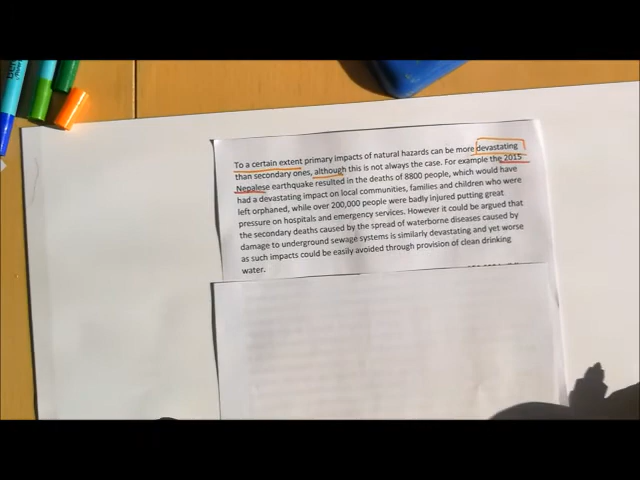 To a certain extent primary impacts of natural hazards can be more devastating
than secondary ones, although this is not always the case. For example the 2015
Nepalese earthquake resulted in the deaths of 8800 people, which would have
had a devastating impact on local communities, families and children who were
left orphaned, while over 200,000 people were badly injured putting great
pressure on hospitals and emergency services. However it could be argued that
the secondary deaths caused by the spread of waterborne diseases caused by
damage to underground sewage systems is similarly devastating and yet worse
as such impacts could be easily avoided through provision of clean drinking
water.